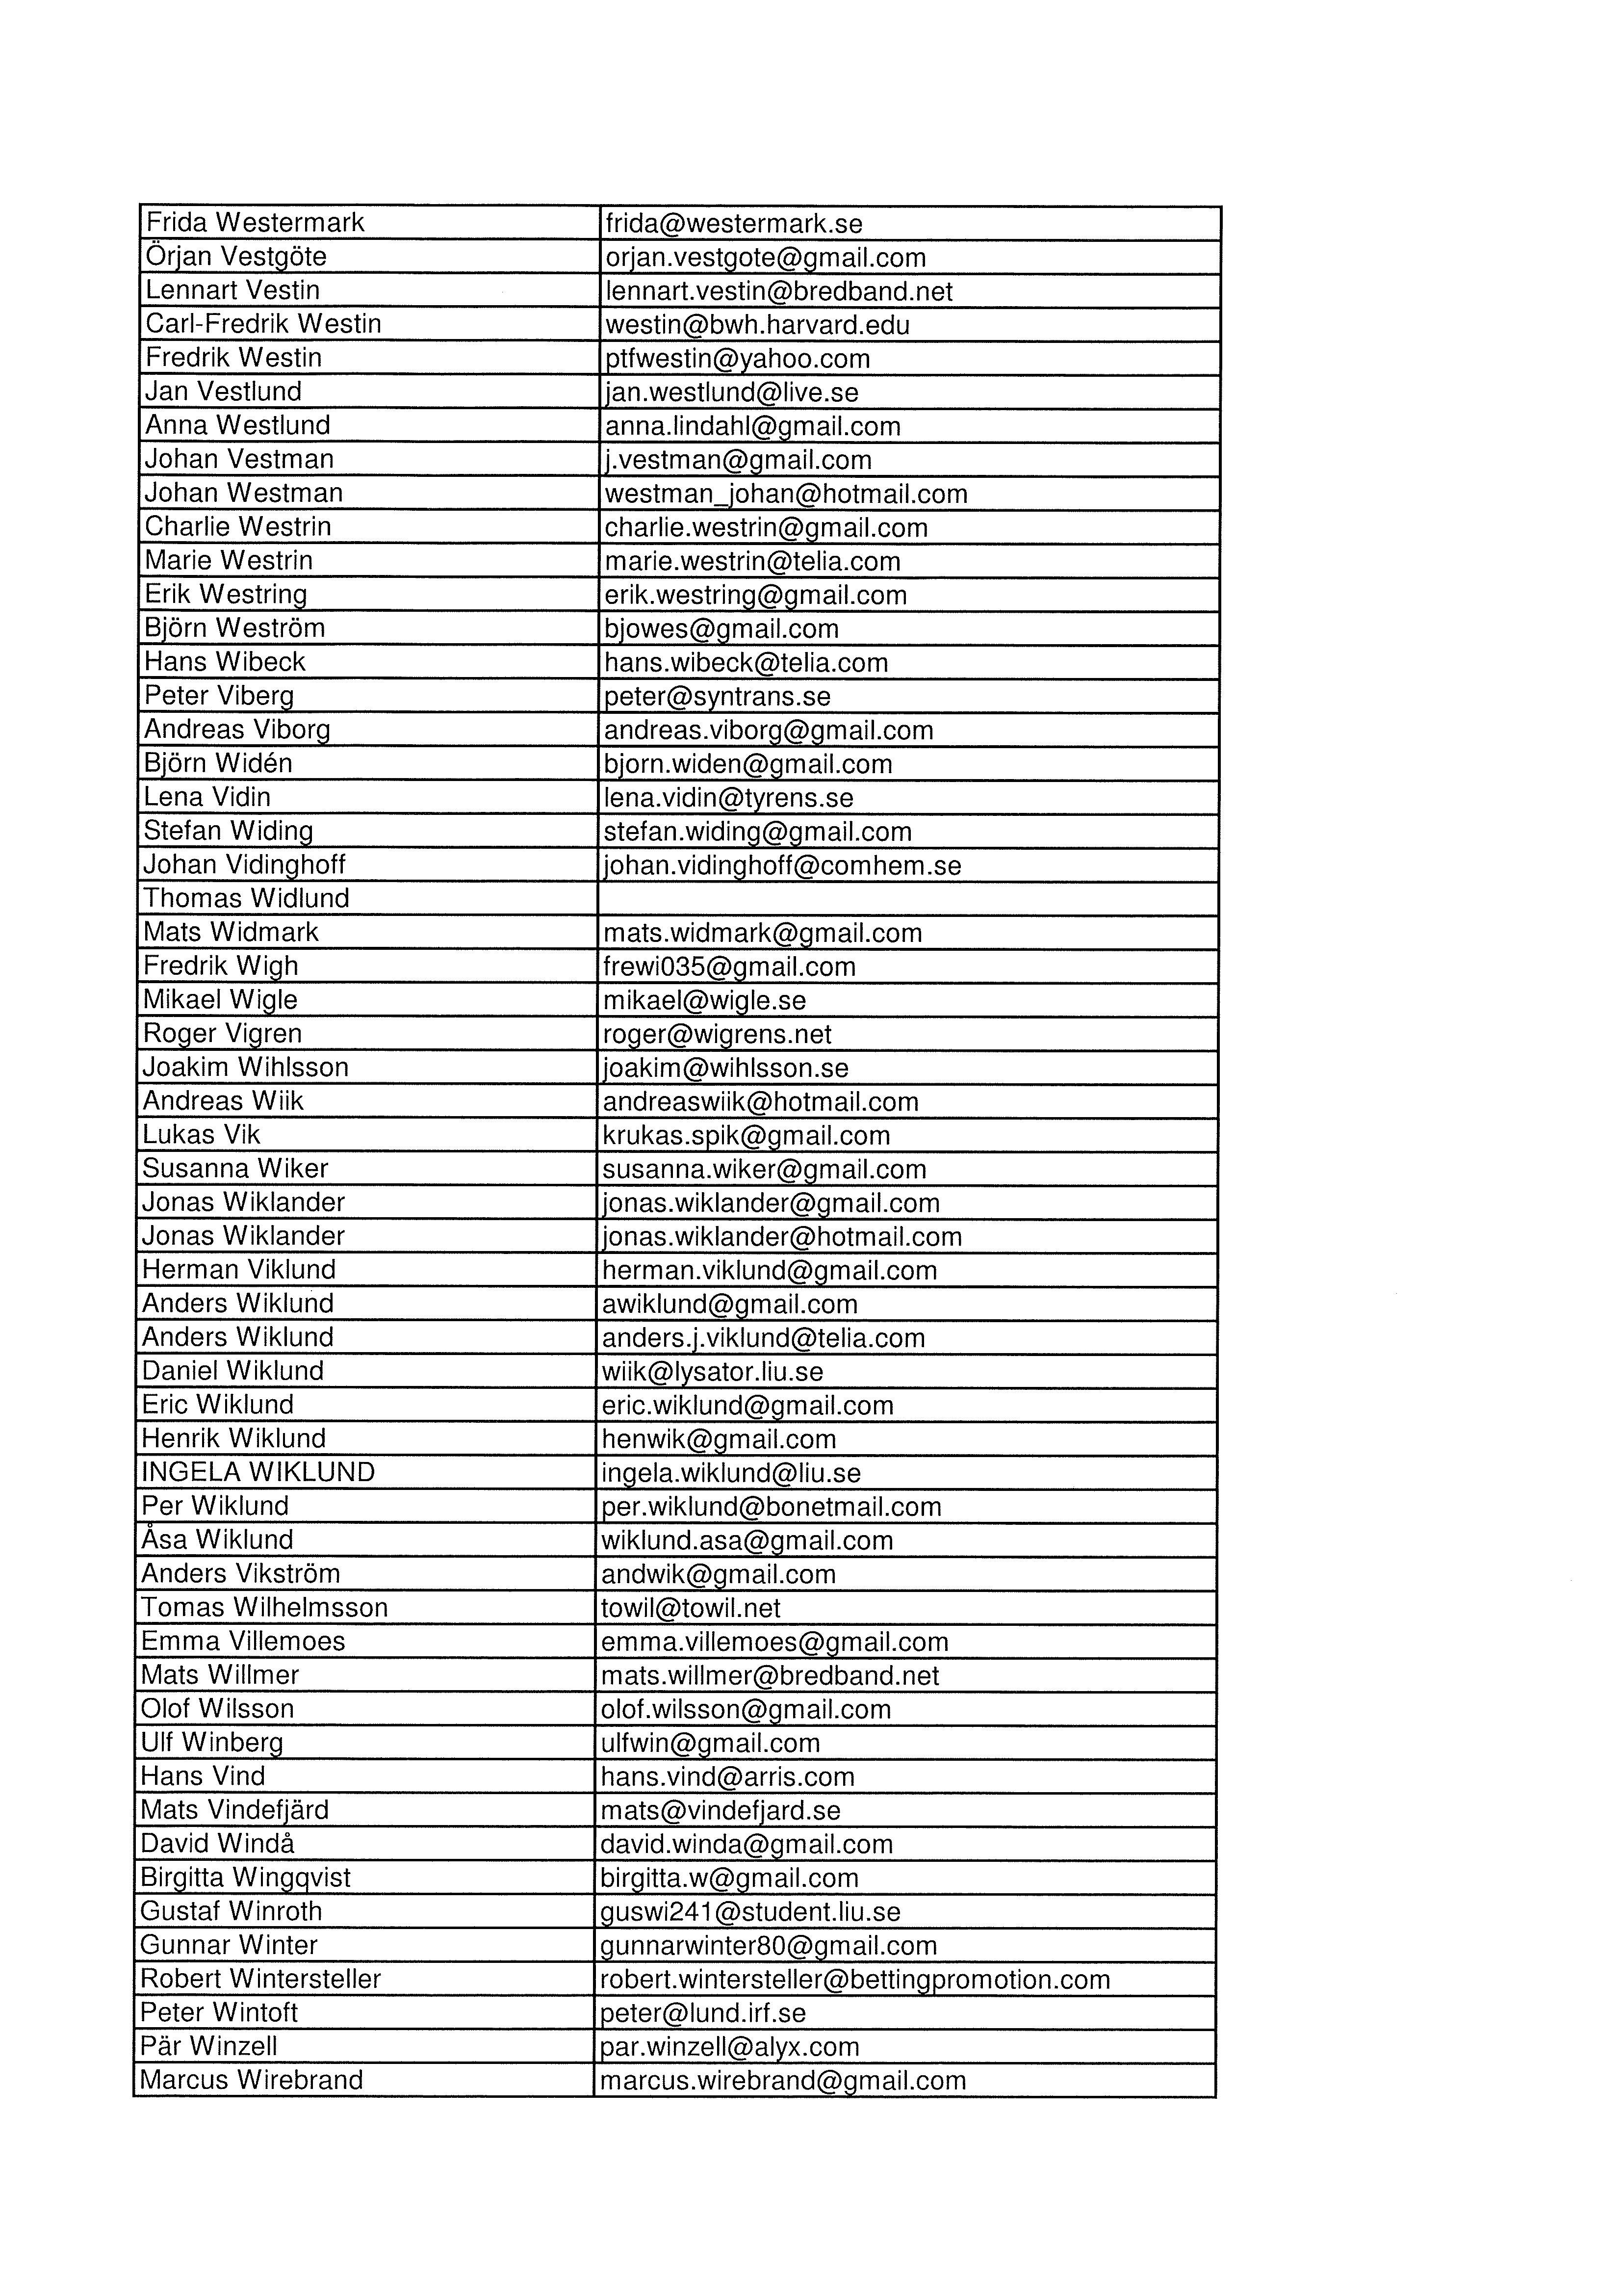 Frida Westermark frida@westermark.se
Örjan Vestgöte orjan.vestgote@gmail.com
Lennart Vestin lennart.vestin@bredband.net
Carl-Fredrik Westin westin@bwh.harvard.edu
Fredrik Westin ptfwestin@yahoo.com
Jan Vestlund jan.westlund@live.se
Anna Westlund anna.lindahl@gmail.com
Johan Vestman j.vestman@gmail.com
Johan Westman westman_johan@hotmail.com
Charlie Westrin charlie.westrin@gmail.com
Marie Westrin marie.westrin@telia.com
Erik Westring erik.westring@gmail.com
Björn Weström bjowes@gmail.com
Hans Wibeck hans.wibeck@telia.com
Peter Viberg peter@syntrans.se
Andreas Viborg andreas.viborg@gmail.com
Björn Widén bjorn.widen@gmail.com
Lena Vidin lena.vidin@tyrens.se
Stefan Widing stefan.widing@gmail.com
Johan Vidinghoff johan.vidinghoff@comhem.se
Thomas Widlund
Mats Widmark mats.widmark@gmail.com
Fredrik Wigh frewi035@gmail.com
Mikael Wigle mikael@wigle.se
Roger Vigren roger@wigrens.net
Joakim Wihlsson joakim@wihlsson.se
Andreas Wiik andreaswiik@hotmail.com
Lukas Vik krukas.spik@gmail.com
Susanna Wiker susanna.wiker@gmail.com
Jonas Wiklander jonas.wiklander@gmail.com
Jonas Wiklander jonas.wiklander@hotmail.com
Herman Viklund herman.viklund@gmail.com
Anders Wiklund awiklund@gmail.com
Anders Wiklund anders.j.viklund@telia.com
Daniel Wiklund wiik@lysator.liu.se
Eric Wiklund eric.wiklund@gmail.com
Henrik Wiklund henwik@gmail.com
INGELA WIKLUND ingela.wiklund@liu.se
Per Wiklund per.wiklund@bonetmail.com
Åsa Wiklund wiklund.asa@gmail.com
Anders Vikström andwik@gmail.com
Tomas Wilhelmsson towil@towil.net
Emma Villemoes emma.villemoes@gmail.com
Mats Willmer mats.willmer@bredband.net
Olof Wilsson olof.wilsson@gmail.com
Ulf Winberg ulfwin@gmail.com
Hans Vind hans.vind@arris.com
Mats Vindefjärd mats@vindefjard.se
David Windå david.winda@gmail.com
Birgitta Wingqvist birgitta.w@gmail.com
Gustaf Winroth guswi241@student.liu.se
Gunnar Winter gunnarwinter80@gmail.com
Robert Wintersteller robert.wintersteller@bettingpromotion.com
Peter Wintoft peter@lund.irf.se
Pär Winzell par.winzell@alyx.com
Marcus Wirebrand marcus.wirebrand@gmail.com